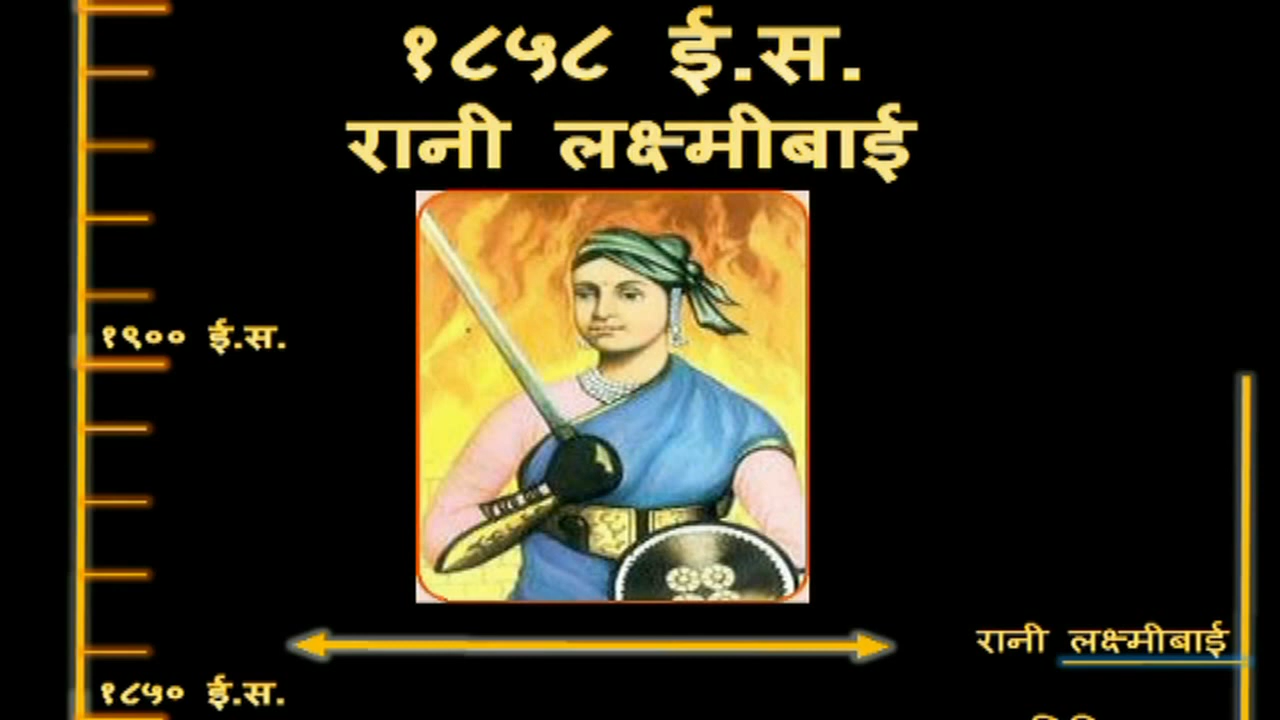 १८५८ ई.स.
रानी लक्ष्मीबाई
१९०० ई.स.
रानी लक्ष्मीबाई
१८५० ई.स.